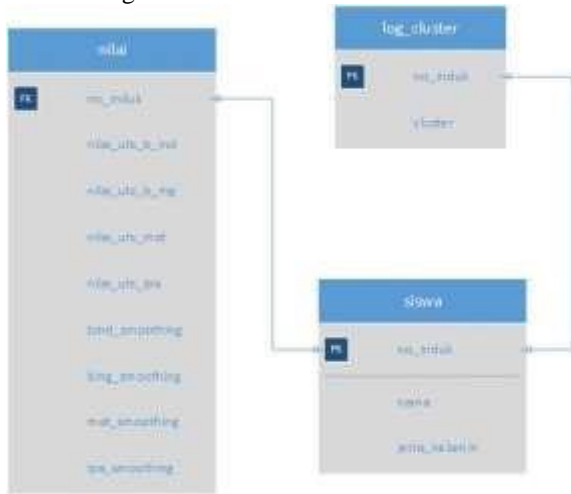 nilai
FK no_induk
nilai_uts_b_ind
nilai_uts_b_ing
nilai_uts_mat
nilai_uts_ipa
bind_smoothing
bing_smoothing
mat_smoothing
ipa_smoothing
log_cluster
no_induk
cluster
siswa
PK no_induk
nama
jenis_kelamin